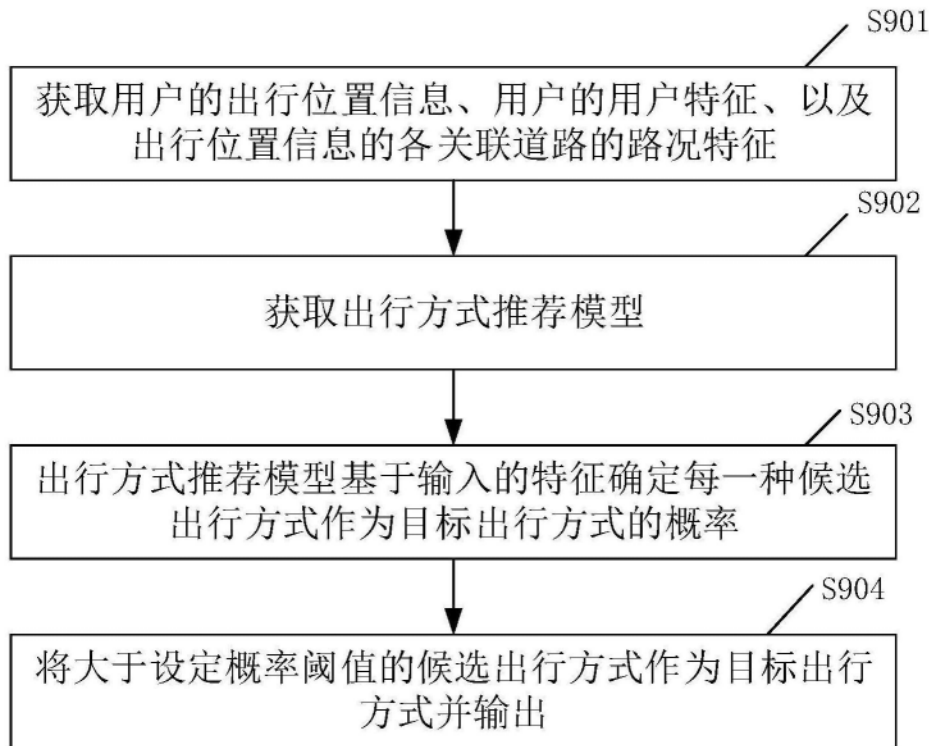 S901
获取用户的出行位置信息、用户的用户特征、以及
出行位置信息的各关联道路的路况特征
S902
获取出行方式推荐模型
S903
出行方式推荐模型基于输入的特征确定每一种候选
出行方式作为目标出行方式的概率
S904
将大于设定概率阈值的候选出行方式作为目标出行
方式并输出